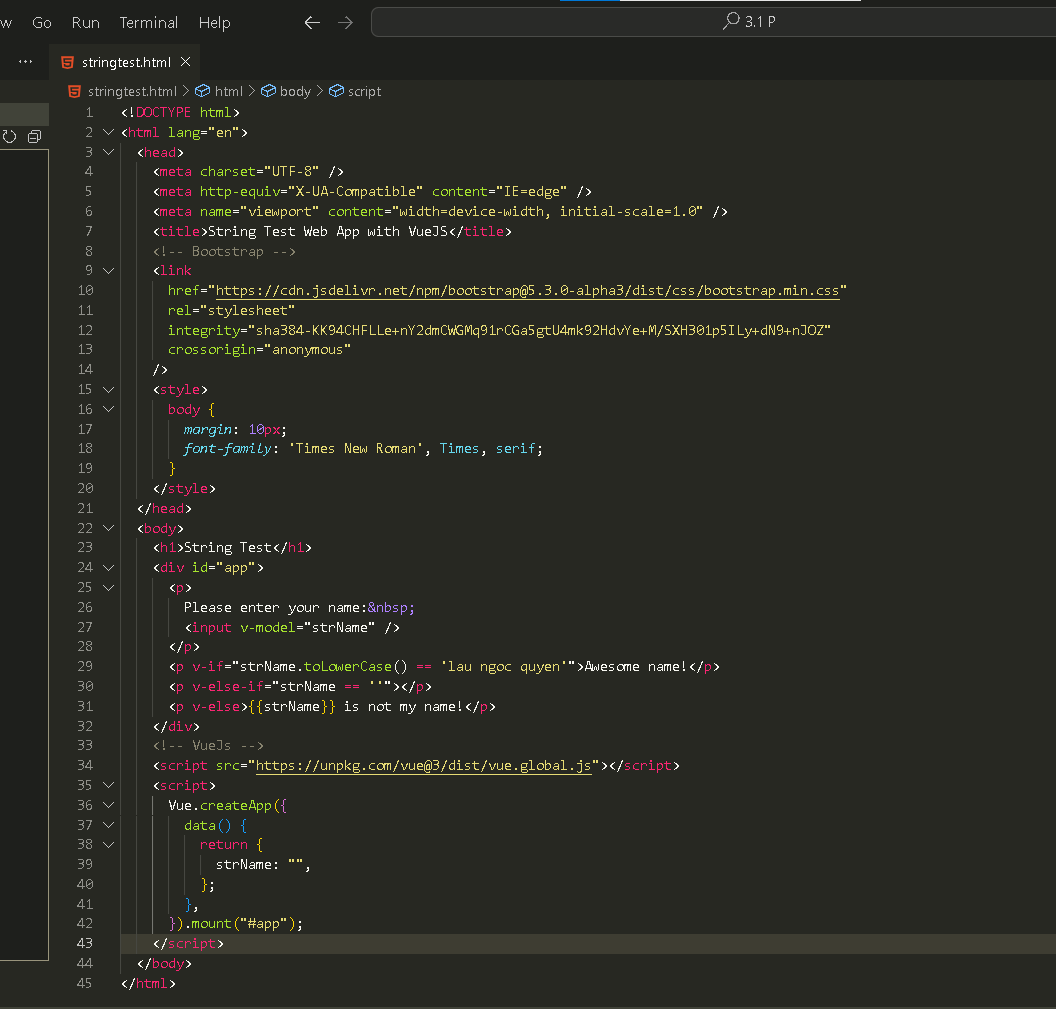 w Go Run Terminal Help 3.1 P
... stringtest.html
stringtest.html > html > body > script
1 <!DOCTYPE html>
2 <html lang="en">
3 <head>
4 <meta charset="UTF-8" />
5 <meta http-equiv="X-UA-Compatible" content="IE=edge" />
6 <meta name="viewport" content="width=device-width, initial-scale=1.0" />
7 <title>String Test Web App with VueJS</title>
8 <!-- Bootstrap -->
9 <link
10 href="https://cdn.jsdelivr.net/npm/bootstrap@5.3.0-alpha3/dist/css/bootstrap.min.css"
11 rel="stylesheet"
12 integrity="sha384-KK94CHFLLe+nY2dmCWGMq91rCGa5gtU4mk92HdvYe+M/SXH301p5ILy+dN9+nJOZ"
13 crossorigin="anonymous"
14 />
15 <style>
16 body {
17 margin: 10px;
18 font-family: 'Times New Roman', Times, serif;
19 }
20 </style>
21 </head>
22 <body>
23 <h1>String Test</h1>
24 <div id="app">
25 <p>
26 Please enter your name:&nbsp;
27 <input v-model="strName" />
28 </p>
29 <p v-if="strName.toLowerCase() == 'lau ngoc quyen'">Awesome name!</p>
30 <p v-else-if="strName == ''"></p>
31 <p v-else>{{strName}} is not my name!</p>
32 </div>
33 <!-- VueJs -->
34 <script src="https://unpkg.com/vue@3/dist/vue.global.js"></script>
35 <script>
36 Vue.createApp({
37 data() {
38 return {
39 strName: "",
40 };
41 },
42 }).mount("#app");
43 </script>
44 </body>
45 </html>